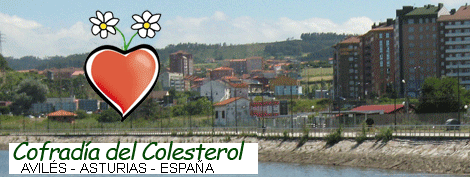 Cofradía del Colesterol
AVILÉS - ASTURIAS - ESPAÑA